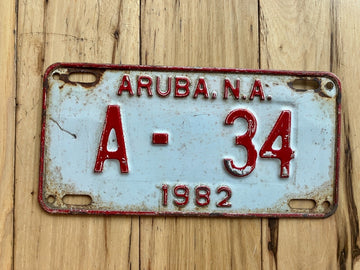 ARUBA, N.A.
A - 34
1982